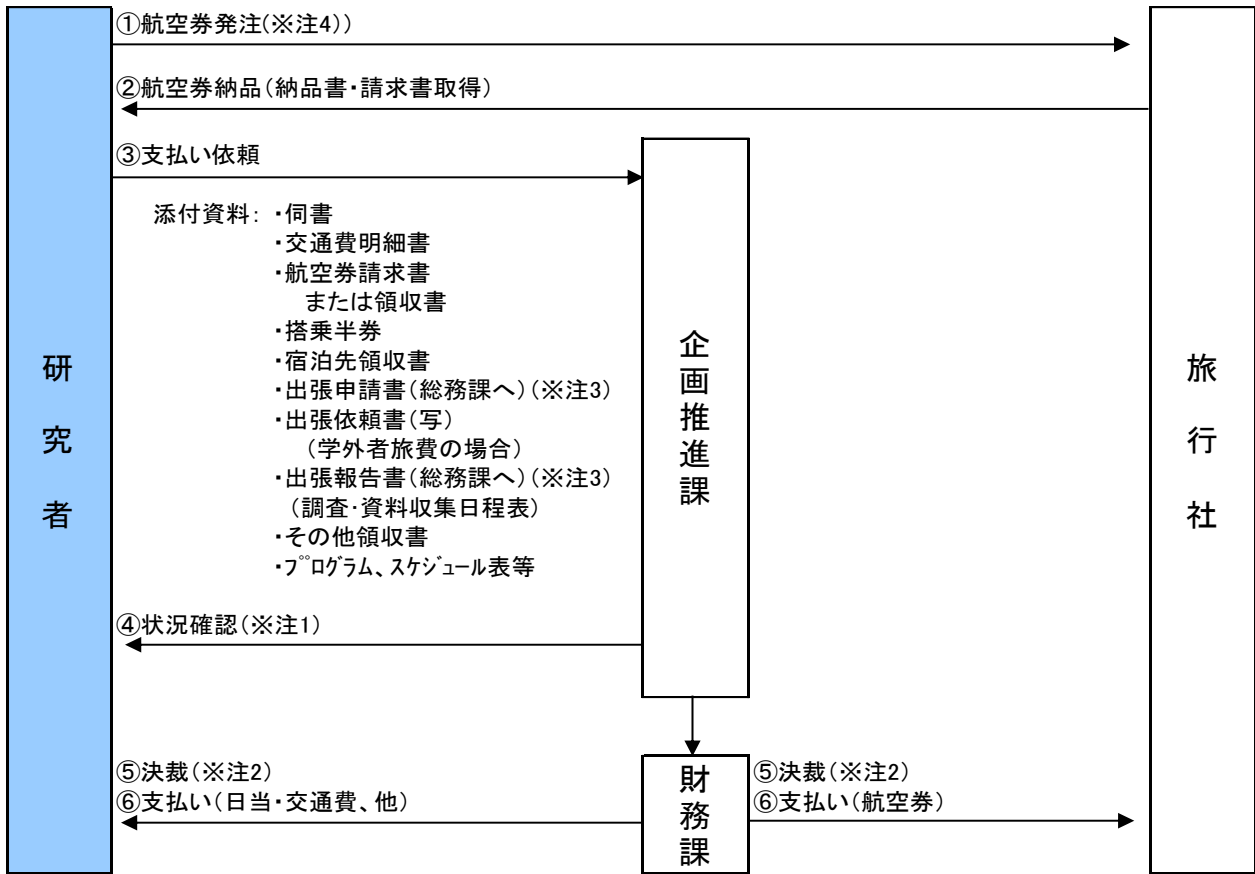 ①航空券発注(※注4))
②航空券納品(納品書・請求書取得)
③支払い依頼
添付資料: ・伺書
・交通費明細書
・航空券請求書
または領収書
・搭乗半券
・宿泊先領収書
・出張申請書(総務課へ)(※注3)
・出張依頼書(写)
(学外者旅費の場合)
・出張報告書(総務課へ)(※注3)
(調査・資料収集日程表)
・その他領収書
・プログラム、スケジュール表等
④状況確認(※注1)
研究者
企画推進課
旅行社
⑤決裁(※注2)
⑥支払い(日当・交通費、他)
財務課
⑤決裁(※注2)
⑥支払い(航空券)